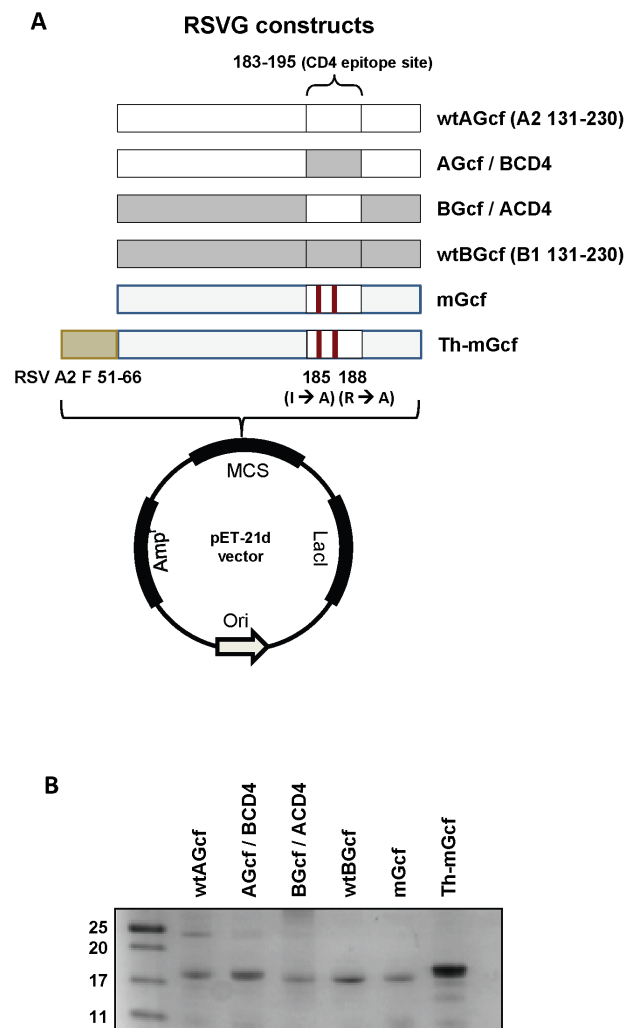 A
RSVG constructs
183-195 (CD4 epitope site)
wtAGcf (A2 131-230)
AGcf / BCD4
BGcf / ACD4
wtBGcf (B1 131-230)
mGcf
Th-mGcf
RSV A2 F 51-66
185 188
(I → A) (R → A)
MCS
Ampʳ
pET-21d
vector
LacI
Ori
B
wtAGcf
AGcf / BCD4
BGcf / ACD4
wtBGcf
mGcf
Th-mGcf
25
20
17
11